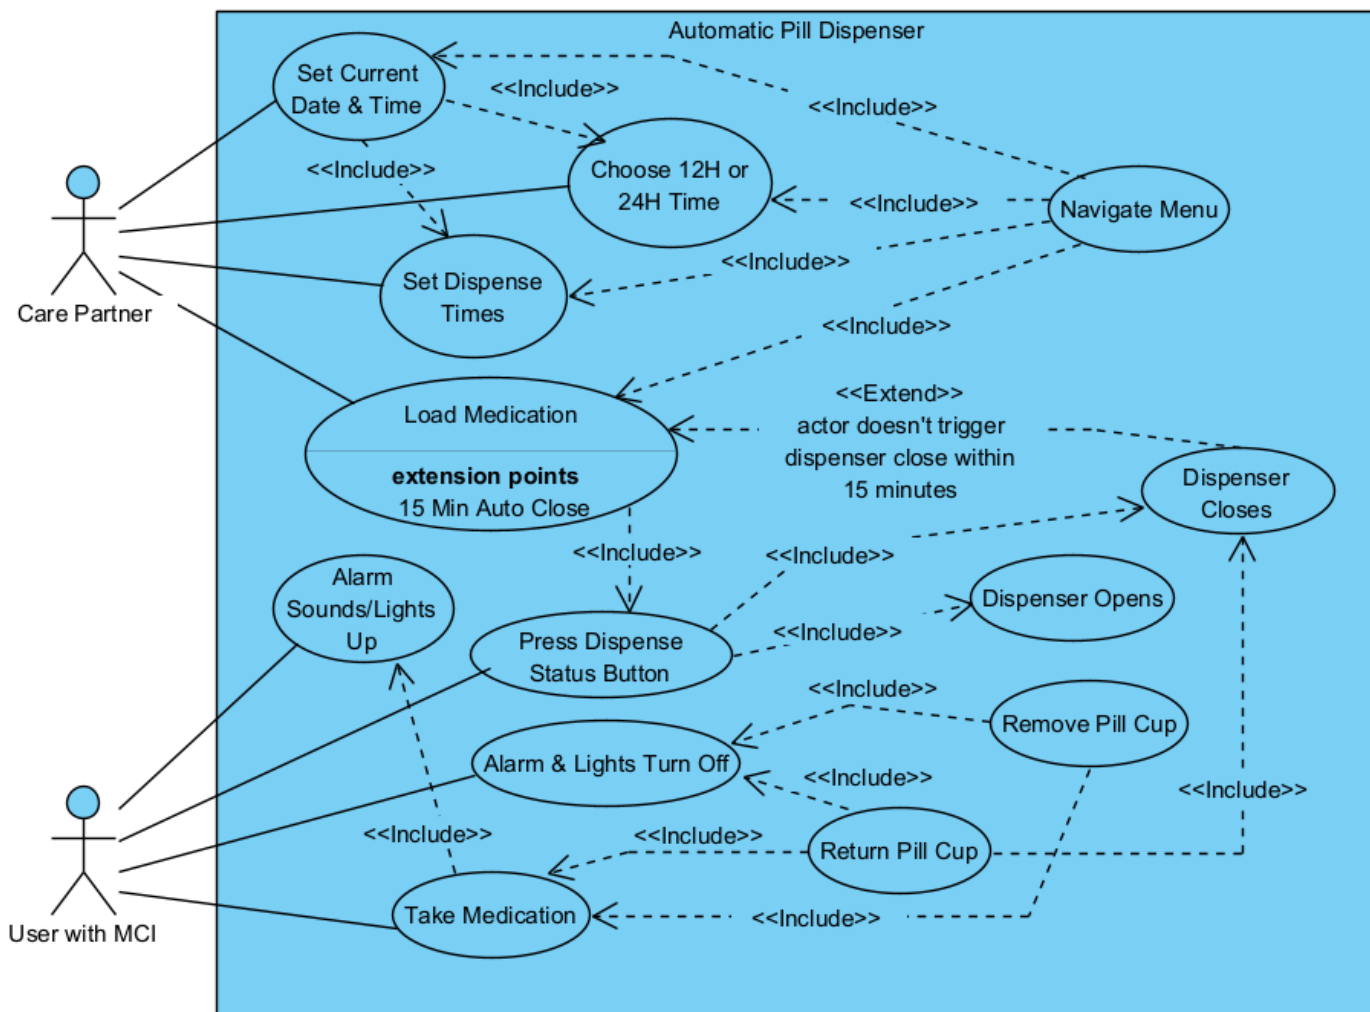 Automatic Pill Dispenser
Set Current
Date & Time
<<Include>>
<<Include>>
<<Include>>
Choose 12H or
24H Time
<<Include>>
Navigate Menu
Care Partner
Set Dispense
Times
<<Include>>
<<Include>>
Load Medication
extension points
15 Min Auto Close
<<Extend>>
actor doesn't trigger
dispenser close within
15 minutes
Dispenser
Closes
<<Include>>
<<Include>>
Alarm
Sounds/Lights
Up
Dispenser Opens
Press Dispense
Status Button
<<Include>>
<<Include>>
Remove Pill Cup
Alarm & Lights Turn Off
<<Include>>
<<Include>>
<<Include>>
<<Include>>
Return Pill Cup
Take Medication
<<Include>>
User with MCI